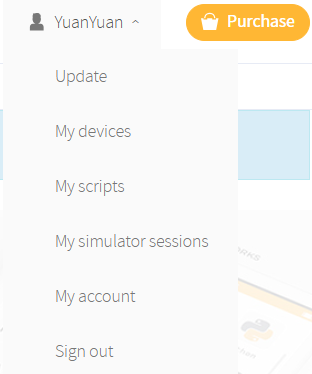 YuanYuan
Purchase
Update
My devices
My scripts
My simulator sessions
My account
Sign out